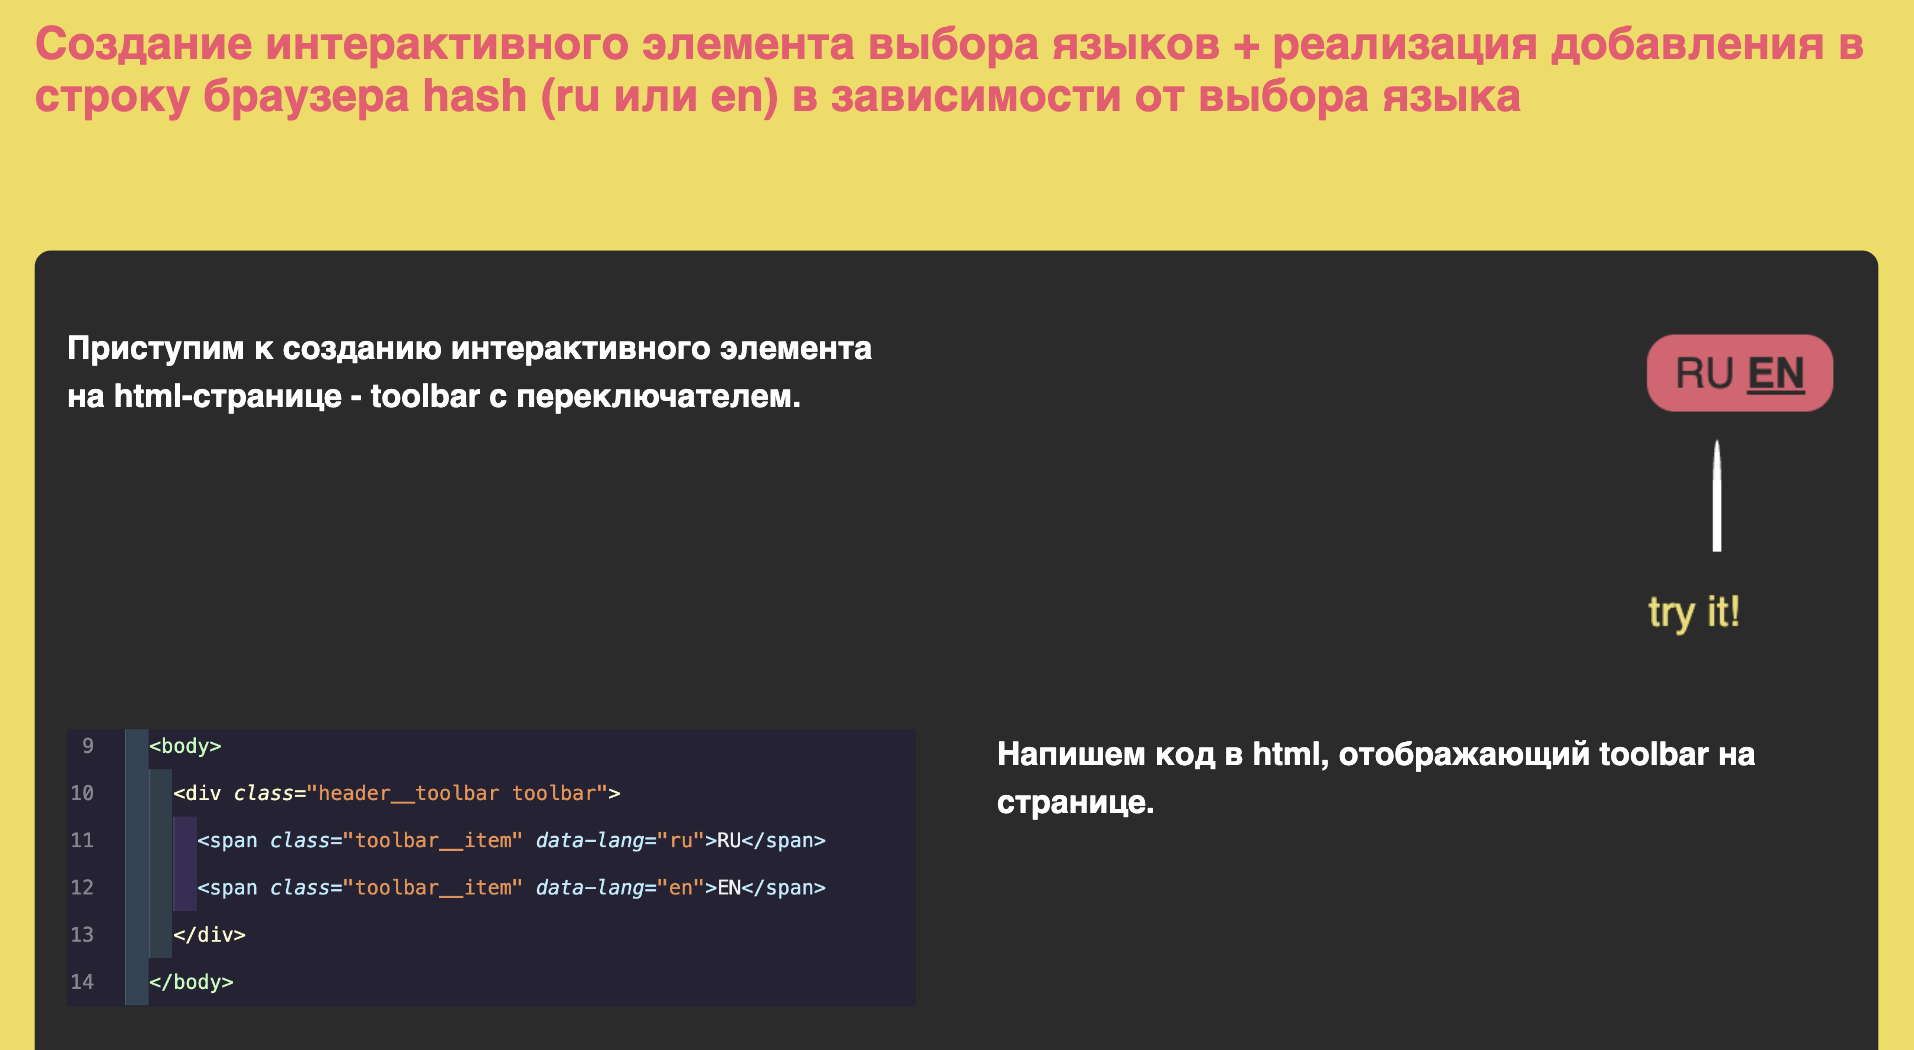 Создание интерактивного элемента выбора языков + реализация добавления в
строку браузера hash (ru или en) в зависимости от выбора языка
Приступим к созданию интерактивного элемента
на html-странице - toolbar с переключателем.
RU EN
try it!
9 <body>
10 <div class="header__toolbar toolbar">
11 <span class="toolbar__item" data-lang="ru">RU</span>
12 <span class="toolbar__item" data-lang="en">EN</span>
13 </div>
14 </body>
Напишем код в html, отображающий toolbar на
странице.